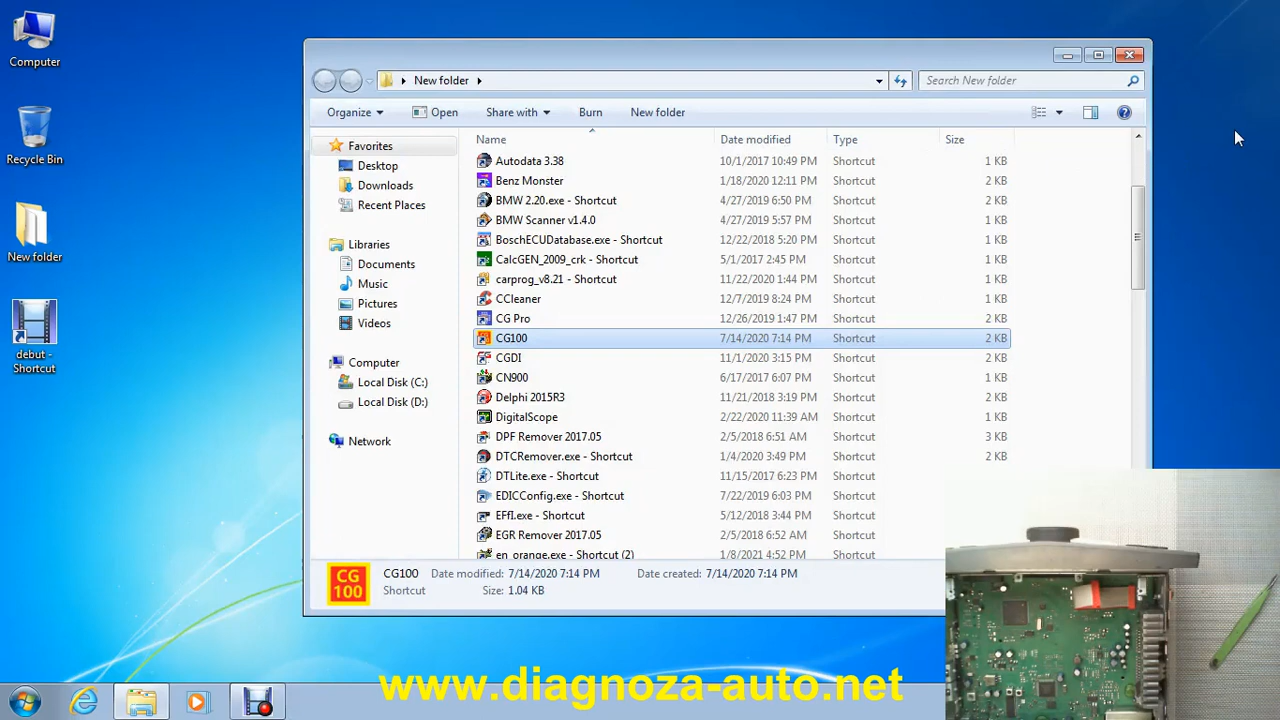 Computer
Recycle Bin
New folder
debut -
Shortcut
New folder
Search New folder
Organize
Open
Share with
Burn
New folder
Favorites
Desktop
Downloads
Recent Places
Libraries
Documents
Music
Pictures
Videos
Computer
Local Disk (C:)
Local Disk (D:)
Network
Name Date modified Type Size
Autodata 3.38 10/1/2017 10:49 PM Shortcut 1 KB
Benz Monster 1/18/2020 12:11 PM Shortcut 2 KB
BMW 2.20.exe - Shortcut 4/27/2019 6:50 PM Shortcut 1 KB
BMW Scanner v1.4.0 4/27/2019 5:57 PM Shortcut 1 KB
BoschECUDatabase.exe - Shortcut 12/22/2018 5:20 PM Shortcut 1 KB
CalcGEN_2009_crk - Shortcut 5/1/2017 2:45 PM Shortcut 1 KB
carprog_v8.21 - Shortcut 11/22/2020 1:44 PM Shortcut 1 KB
CCleaner 12/7/2019 8:24 PM Shortcut 1 KB
CG Pro 12/26/2019 1:47 PM Shortcut 2 KB
CG100 7/14/2020 7:14 PM Shortcut 2 KB
CGDI 11/1/2020 3:15 PM Shortcut 2 KB
CN900 6/17/2017 6:07 PM Shortcut 1 KB
Delphi 2015R3 11/21/2018 3:19 PM Shortcut 1 KB
DigitalScope 2/22/2020 11:39 AM Shortcut 1 KB
DPF Remover 2017.05 2/5/2018 6:51 AM Shortcut 3 KB
DTCRemover.exe - Shortcut 1/4/2020 3:49 PM Shortcut 2 KB
DTLite.exe - Shortcut 11/15/2017 6:23 PM Shortcut
EDICConfig.exe - Shortcut 7/22/2019 6:03 PM Shortcut
EFfI.exe - Shortcut 5/12/2018 3:44 PM Shortcut
EGR Remover 2017.05 2/5/2018 6:52 AM Shortcut
en_orange.exe - Shortcut (2) 1/8/2021 4:52 PM Shortcut
CG
100
CG100 Date modified: 7/14/2020 7:14 PM Date created: 7/14/2020 7:14 PM
Shortcut Size: 1.04 KB
www.diagnoza-auto.net